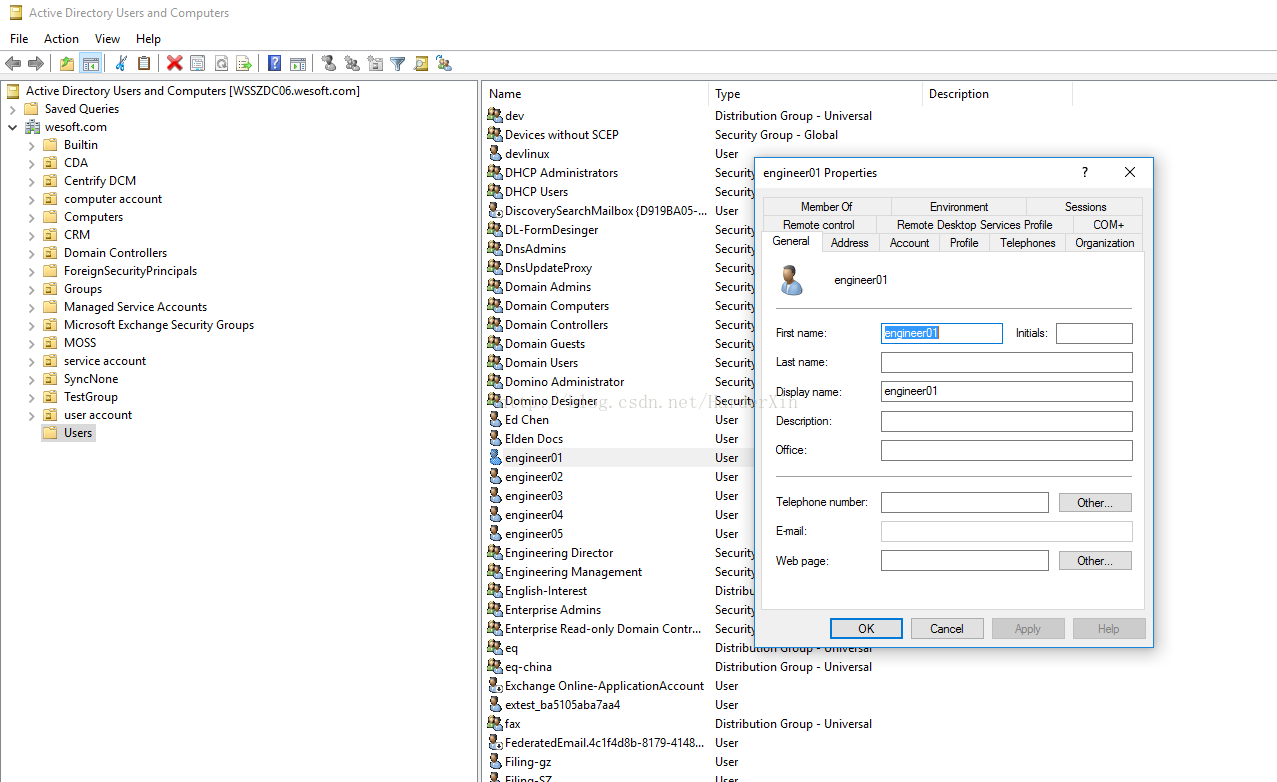 Active Directory Users and Computers
File Action View Help
Active Directory Users and Computers [WSSZDC06.wesoft.com]
Saved Queries
wesoft.com
Builtin
CDA
Centrify DCM
computer account
Computers
CRM
Domain Controllers
ForeignSecurityPrincipals
Groups
Managed Service Accounts
Microsoft Exchange Security Groups
MOSS
service account
SyncNone
TestGroup
user account
Users
Name Type Description
dev Distribution Group - Universal
Devices without SCEP Security Group - Global
devlinux User
DHCP Administrators Security
DHCP Users Security
DiscoverySearchMailbox {D919BA05-... User
DL-FormDesinger Security
DnsAdmins Security
DnsUpdateProxy Security
Domain Admins Security
Domain Computers Security
Domain Controllers Security
Domain Guests Security
Domain Users Security
Domino Administrator Security
Domino Designer Security
http://blog.csdn.net/HarderXin
Ed Chen User
Elden Docs User
engineer01 User
engineer02 User
engineer03 User
engineer04 User
engineer05 User
Engineering Director Security
Engineering Management Security
English-Interest Distribu
Enterprise Admins Security
Enterprise Read-only Domain Contr... Security
eq Distribution Group - Universal
eq-china Distribution Group - Universal
Exchange Online-ApplicationAccount User
extest_ba5105aba7aa4 User
fax Distribution Group - Universal
FederatedEmail.4c1f4d8b-8179-4148... User
Filing-gz User
Filing-SZ User
engineer01 Properties ?
Member Of Environment Sessions
Remote control Remote Desktop Services Profile COM+
General Address Account Profile Telephones Organization
engineer01
First name: engineer01 Initials:
Last name:
Display name: engineer01
Description:
Office:
Telephone number: Other...
E-mail:
Web page: Other...
OK Cancel Apply Help